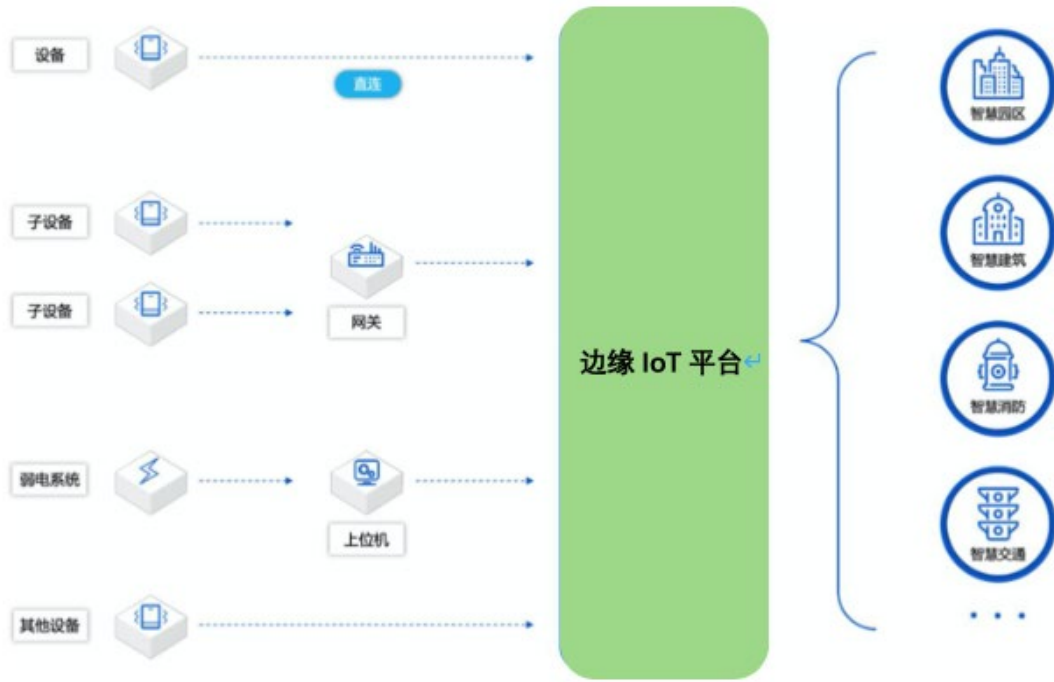 设备
直连
子设备
子设备
网关
弱电系统
上位机
其他设备
边缘 IoT 平台
智慧园区
智慧建筑
智慧消防
智慧交通
...